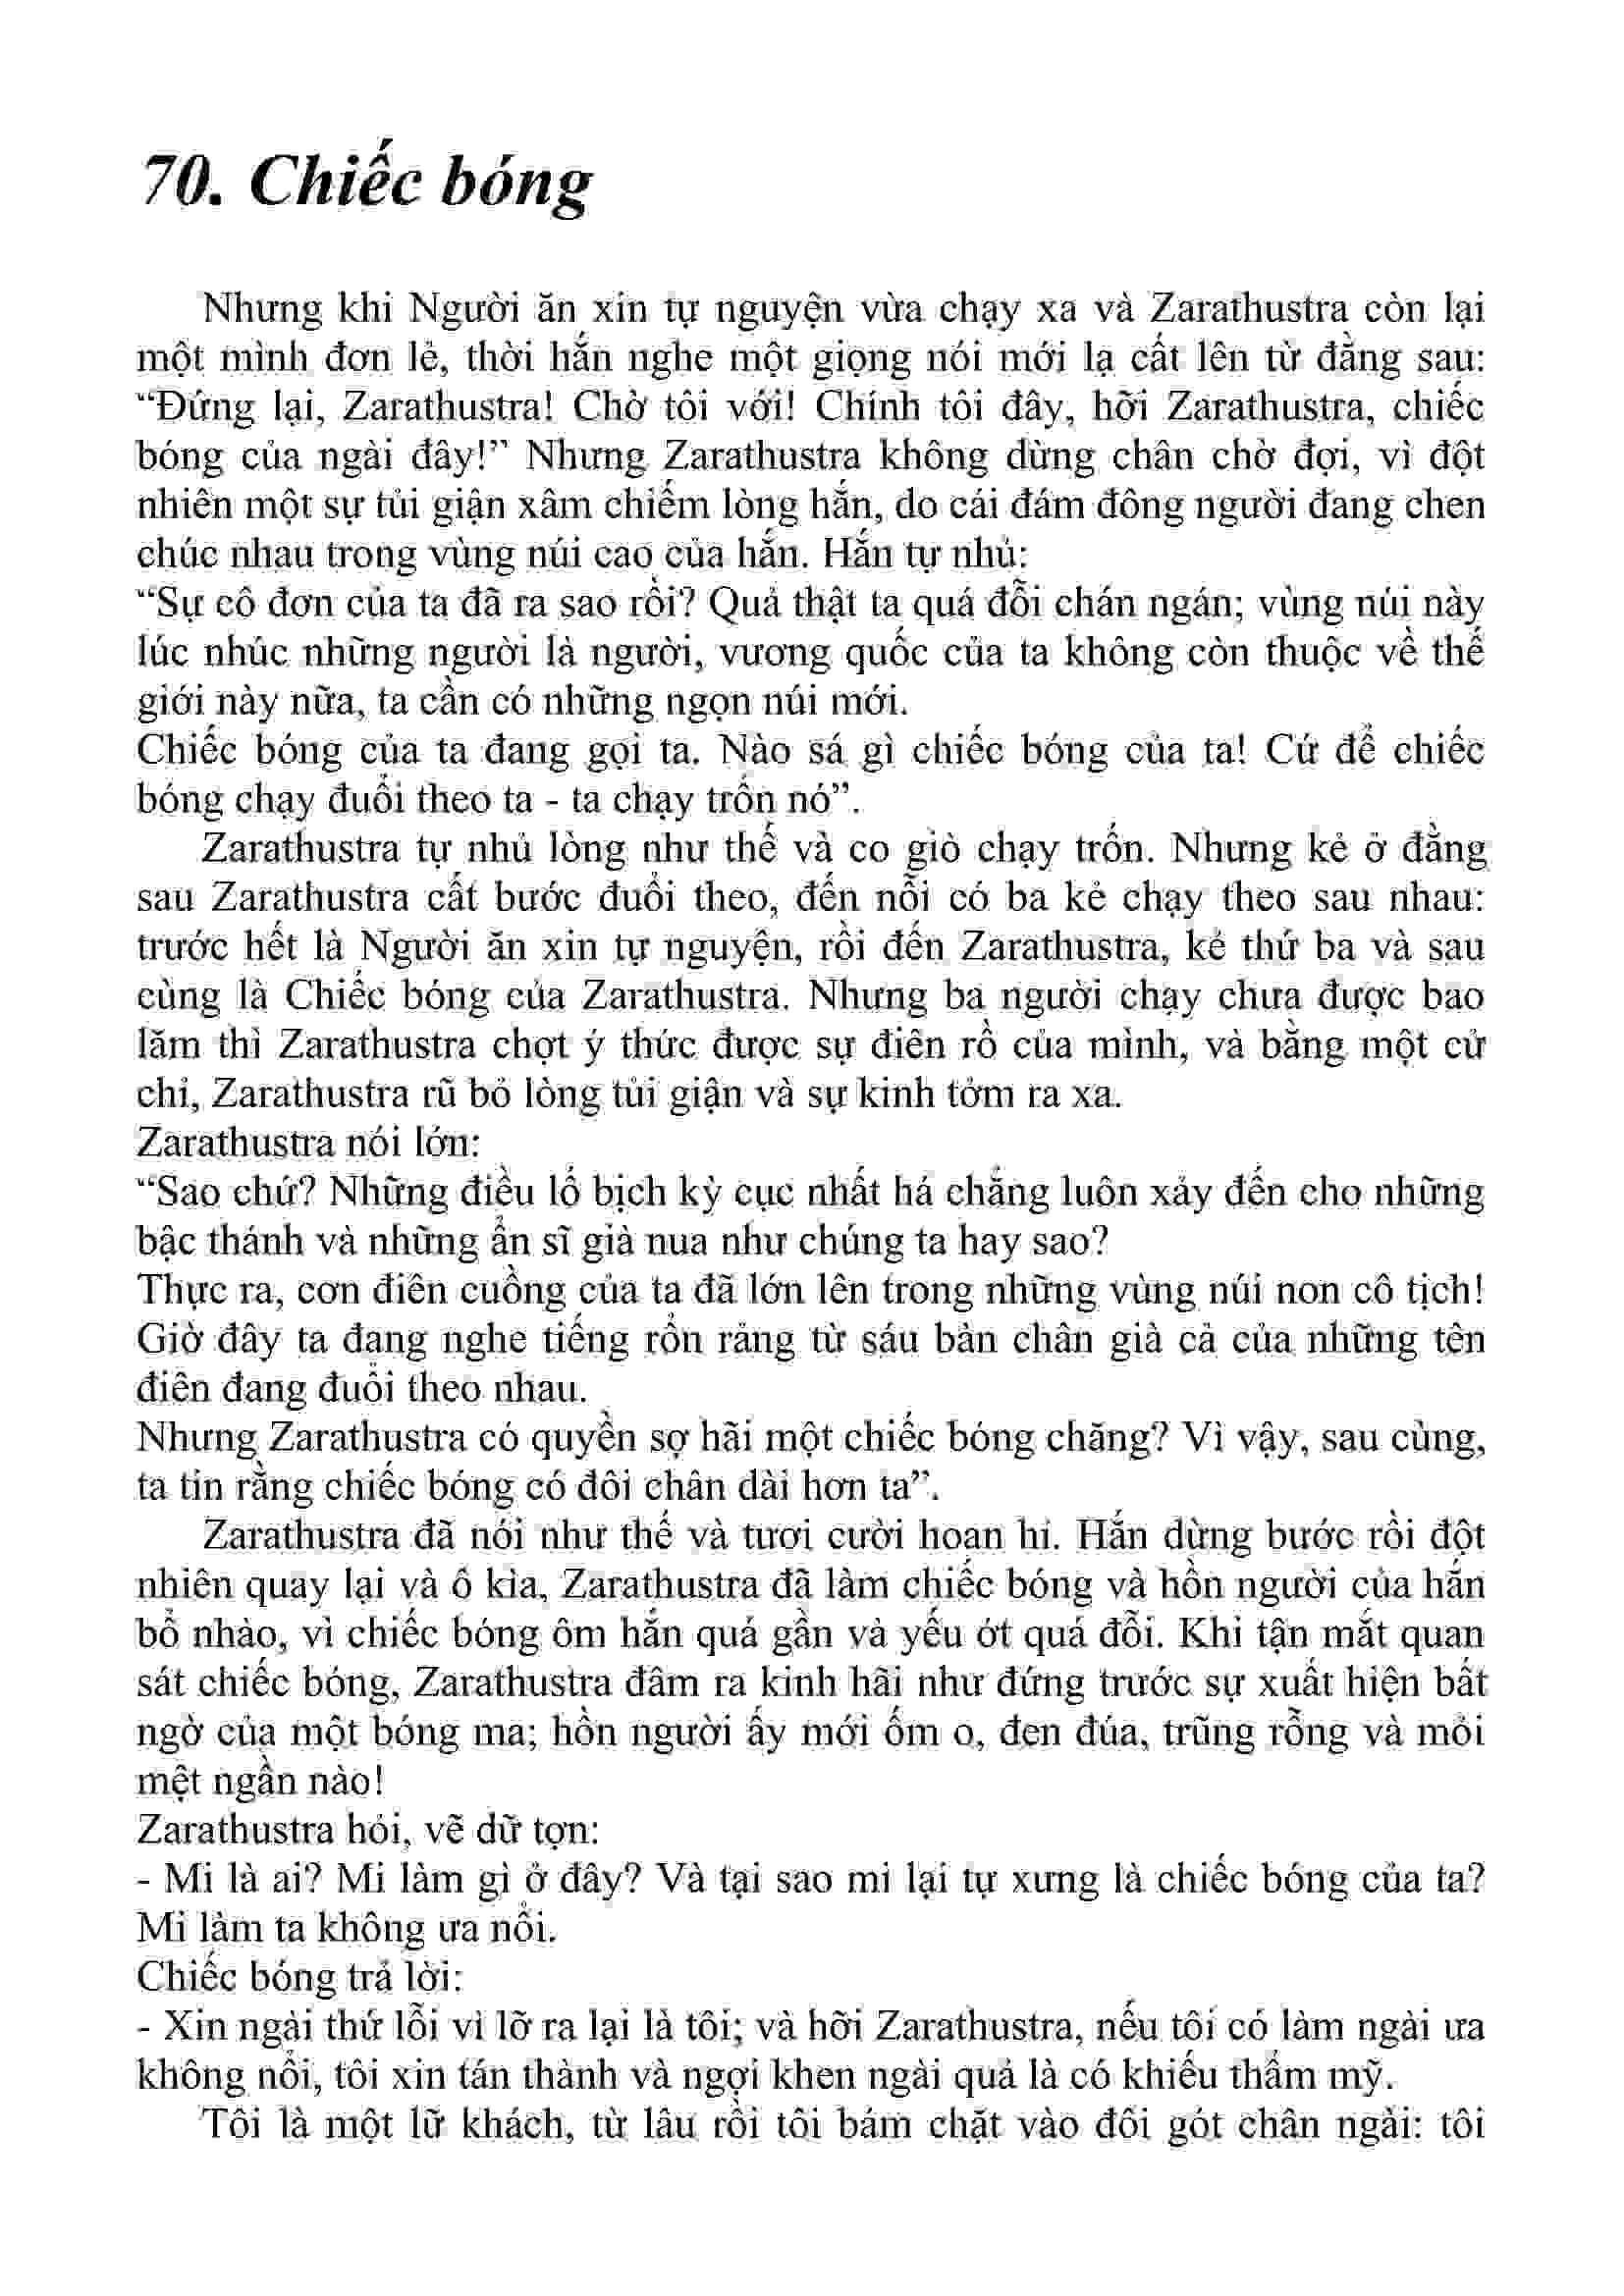 70. Chiếc bóng
Nhưng khi Người ăn xin tự nguyện vừa chạy xa và Zarathustra còn lại
một mình đơn lẻ, thời hắn nghe một giọng nói mới lạ cất lên từ đằng sau:
“Đứng lại, Zarathustra! Chờ tôi với! Chính tôi đây, hỡi Zarathustra, chiếc
bóng của ngài đây!” Nhưng Zarathustra không dừng chân chờ đợi, vì đột
nhiên một sự tủi giận xâm chiếm lòng hắn, do cái đám đông người đang chen
chúc nhau trong vùng núi cao của hắn. Hắn tự nhủ:
“Sự cô đơn của ta đã ra sao rồi? Quả thật ta quá đỗi chán ngán; vùng núi này
lúc nhúc những người là người, vương quốc của ta không còn thuộc về thế
giới này nữa, ta cần có những ngọn núi mới.
Chiếc bóng của ta đang gọi ta. Nào sá gì chiếc bóng của ta! Cứ để chiếc
bóng chạy đuổi theo ta - ta chạy trốn nó”.
Zarathustra tự nhủ lòng như thế và co giò chạy trốn. Nhưng kẻ ở đằng
sau Zarathustra cất bước đuổi theo, đến nỗi có ba kẻ chạy theo sau nhau:
trước hết là Người ăn xin tự nguyện, rồi đến Zarathustra, kẻ thứ ba và sau
cùng là Chiếc bóng của Zarathustra. Nhưng ba người chạy chưa được bao
lăm thì Zarathustra chợt ý thức được sự điên rồ của mình, và bằng một cử
chỉ, Zarathustra rũ bỏ lòng tủi giận và sự kinh tởm ra xa.
Zarathustra nói lớn:
“Sao chứ? Những điều lố bịch kỳ cục nhất há chẳng luôn xảy đến cho những
bậc thánh và những ẩn sĩ già nua như chúng ta hay sao?
Thực ra, cơn điên cuồng của ta đã lớn lên trong những vùng núi non cô tịch!
Giờ đây ta đang nghe tiếng rổn rảng từ sáu bàn chân già cả của những tên
điên đang đuổi theo nhau.
Nhưng Zarathustra có quyền sợ hãi một chiếc bóng chăng? Vì vậy, sau cùng,
ta tin rằng chiếc bóng có đôi chân dài hơn ta”.
Zarathustra đã nói như thế và tươi cười hoan hỉ. Hắn dừng bước rồi đột
nhiên quay lại và ô kìa, Zarathustra đã làm chiếc bóng và hồn người của hắn
bổ nhào, vì chiếc bóng ôm hắn quá gần và yếu ớt quá đỗi. Khi tận mắt quan
sát chiếc bóng, Zarathustra đâm ra kinh hãi như đứng trước sự xuất hiện bất
ngờ của một bóng ma; hồn người ấy mới ốm o, đen đúa, trũng rỗng và mỏi
mệt ngần nào!
Zarathustra hỏi, vẽ dữ tợn:
- Mi là ai? Mi làm gì ở đây? Và tại sao mi lại tự xưng là chiếc bóng của ta?
Mi làm ta không ưa nổi.
Chiếc bóng trả lời:
- Xin ngài thứ lỗi vì lỡ ra lại là tôi; và hỡi Zarathustra, nếu tôi có làm ngài ưa
không nổi, tôi xin tán thành và ngợi khen ngài quả là có khiếu thẩm mỹ.
Tôi là một lữ khách, từ lâu rồi tôi bám chặt vào đôi gót chân ngài: tôi